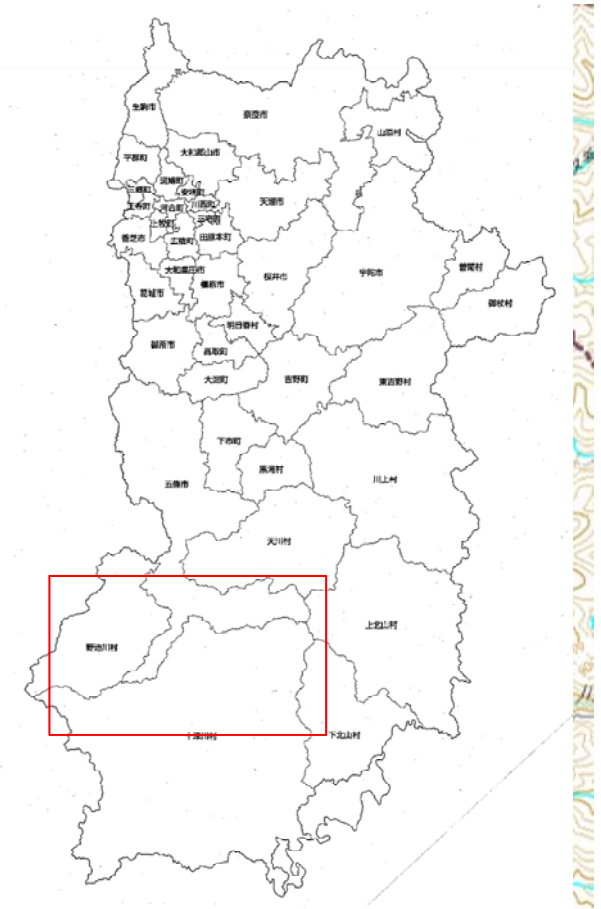 生駒市
奈良市
山添村
平群町
大和郡山市
斑鳩町
三郷町
安堵町
王寺町
河合町
川西町
三宅町
天理市
上牧町
香芝市
広陵町
田原本町
大和高田市
葛城市
橿原市
桜井市
宇陀市
曽爾村
御杖村
明日香村
御所市
高取町
大淀町
吉野町
東吉野村
下市町
黒滝村
五條市
川上村
天川村
上北山村
野迫川村
十津川村
下北山村